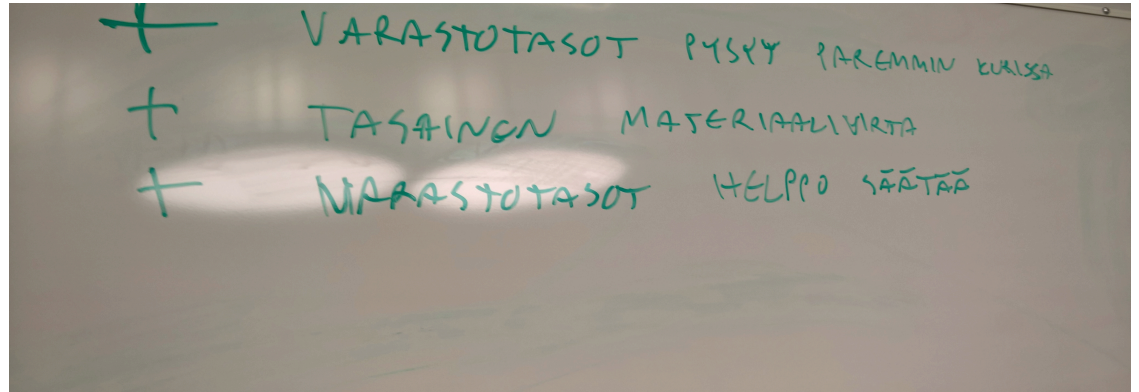 + VARASTOTASOT PYSYY PAREMMIN KURISSA
+ TASAINEN MATERIAALIVIRTA
+ VARASTOTASOT HELPPO SÄÄTÄÄ